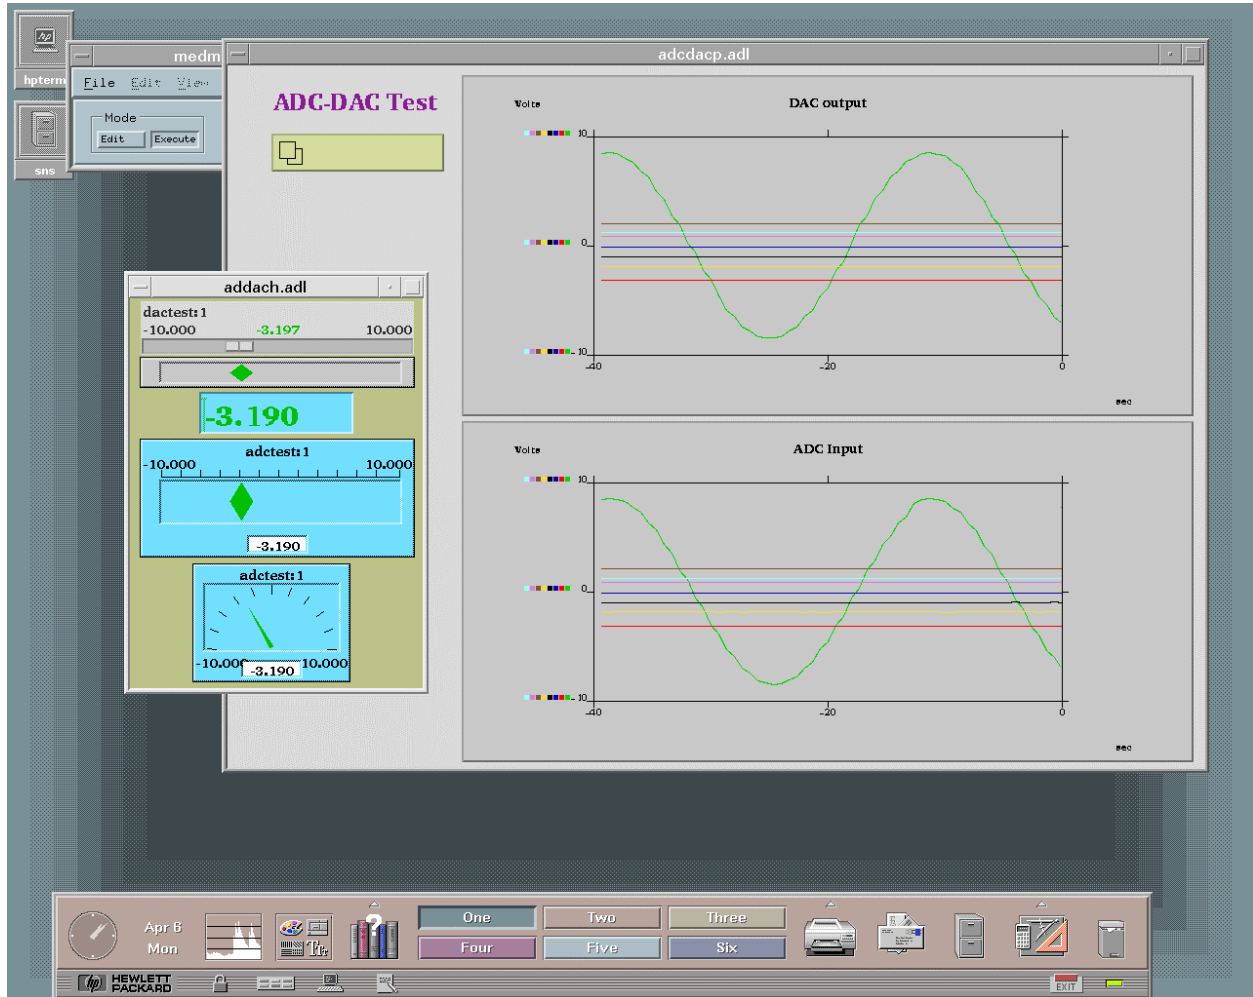 hpterm
sns
medm
File Edit View
Mode
Edit Execute
adcdacp.adl
ADC-DAC Test
Volts
DAC output
10
0
-10
-40
-20
0
sec
Volts
ADC Input
10
0
-10
-40
-20
0
sec
addach.adl
dactest:1
-10.000 -3.197 10.000
-3.190
adctest:1
-10.000 10.000
-3.190
adctest:1
-10.000 10.000
-3.190
Apr 6
Mon
One Two Three
Four Five Six
hp HEWLETT
PACKARD
EXIT